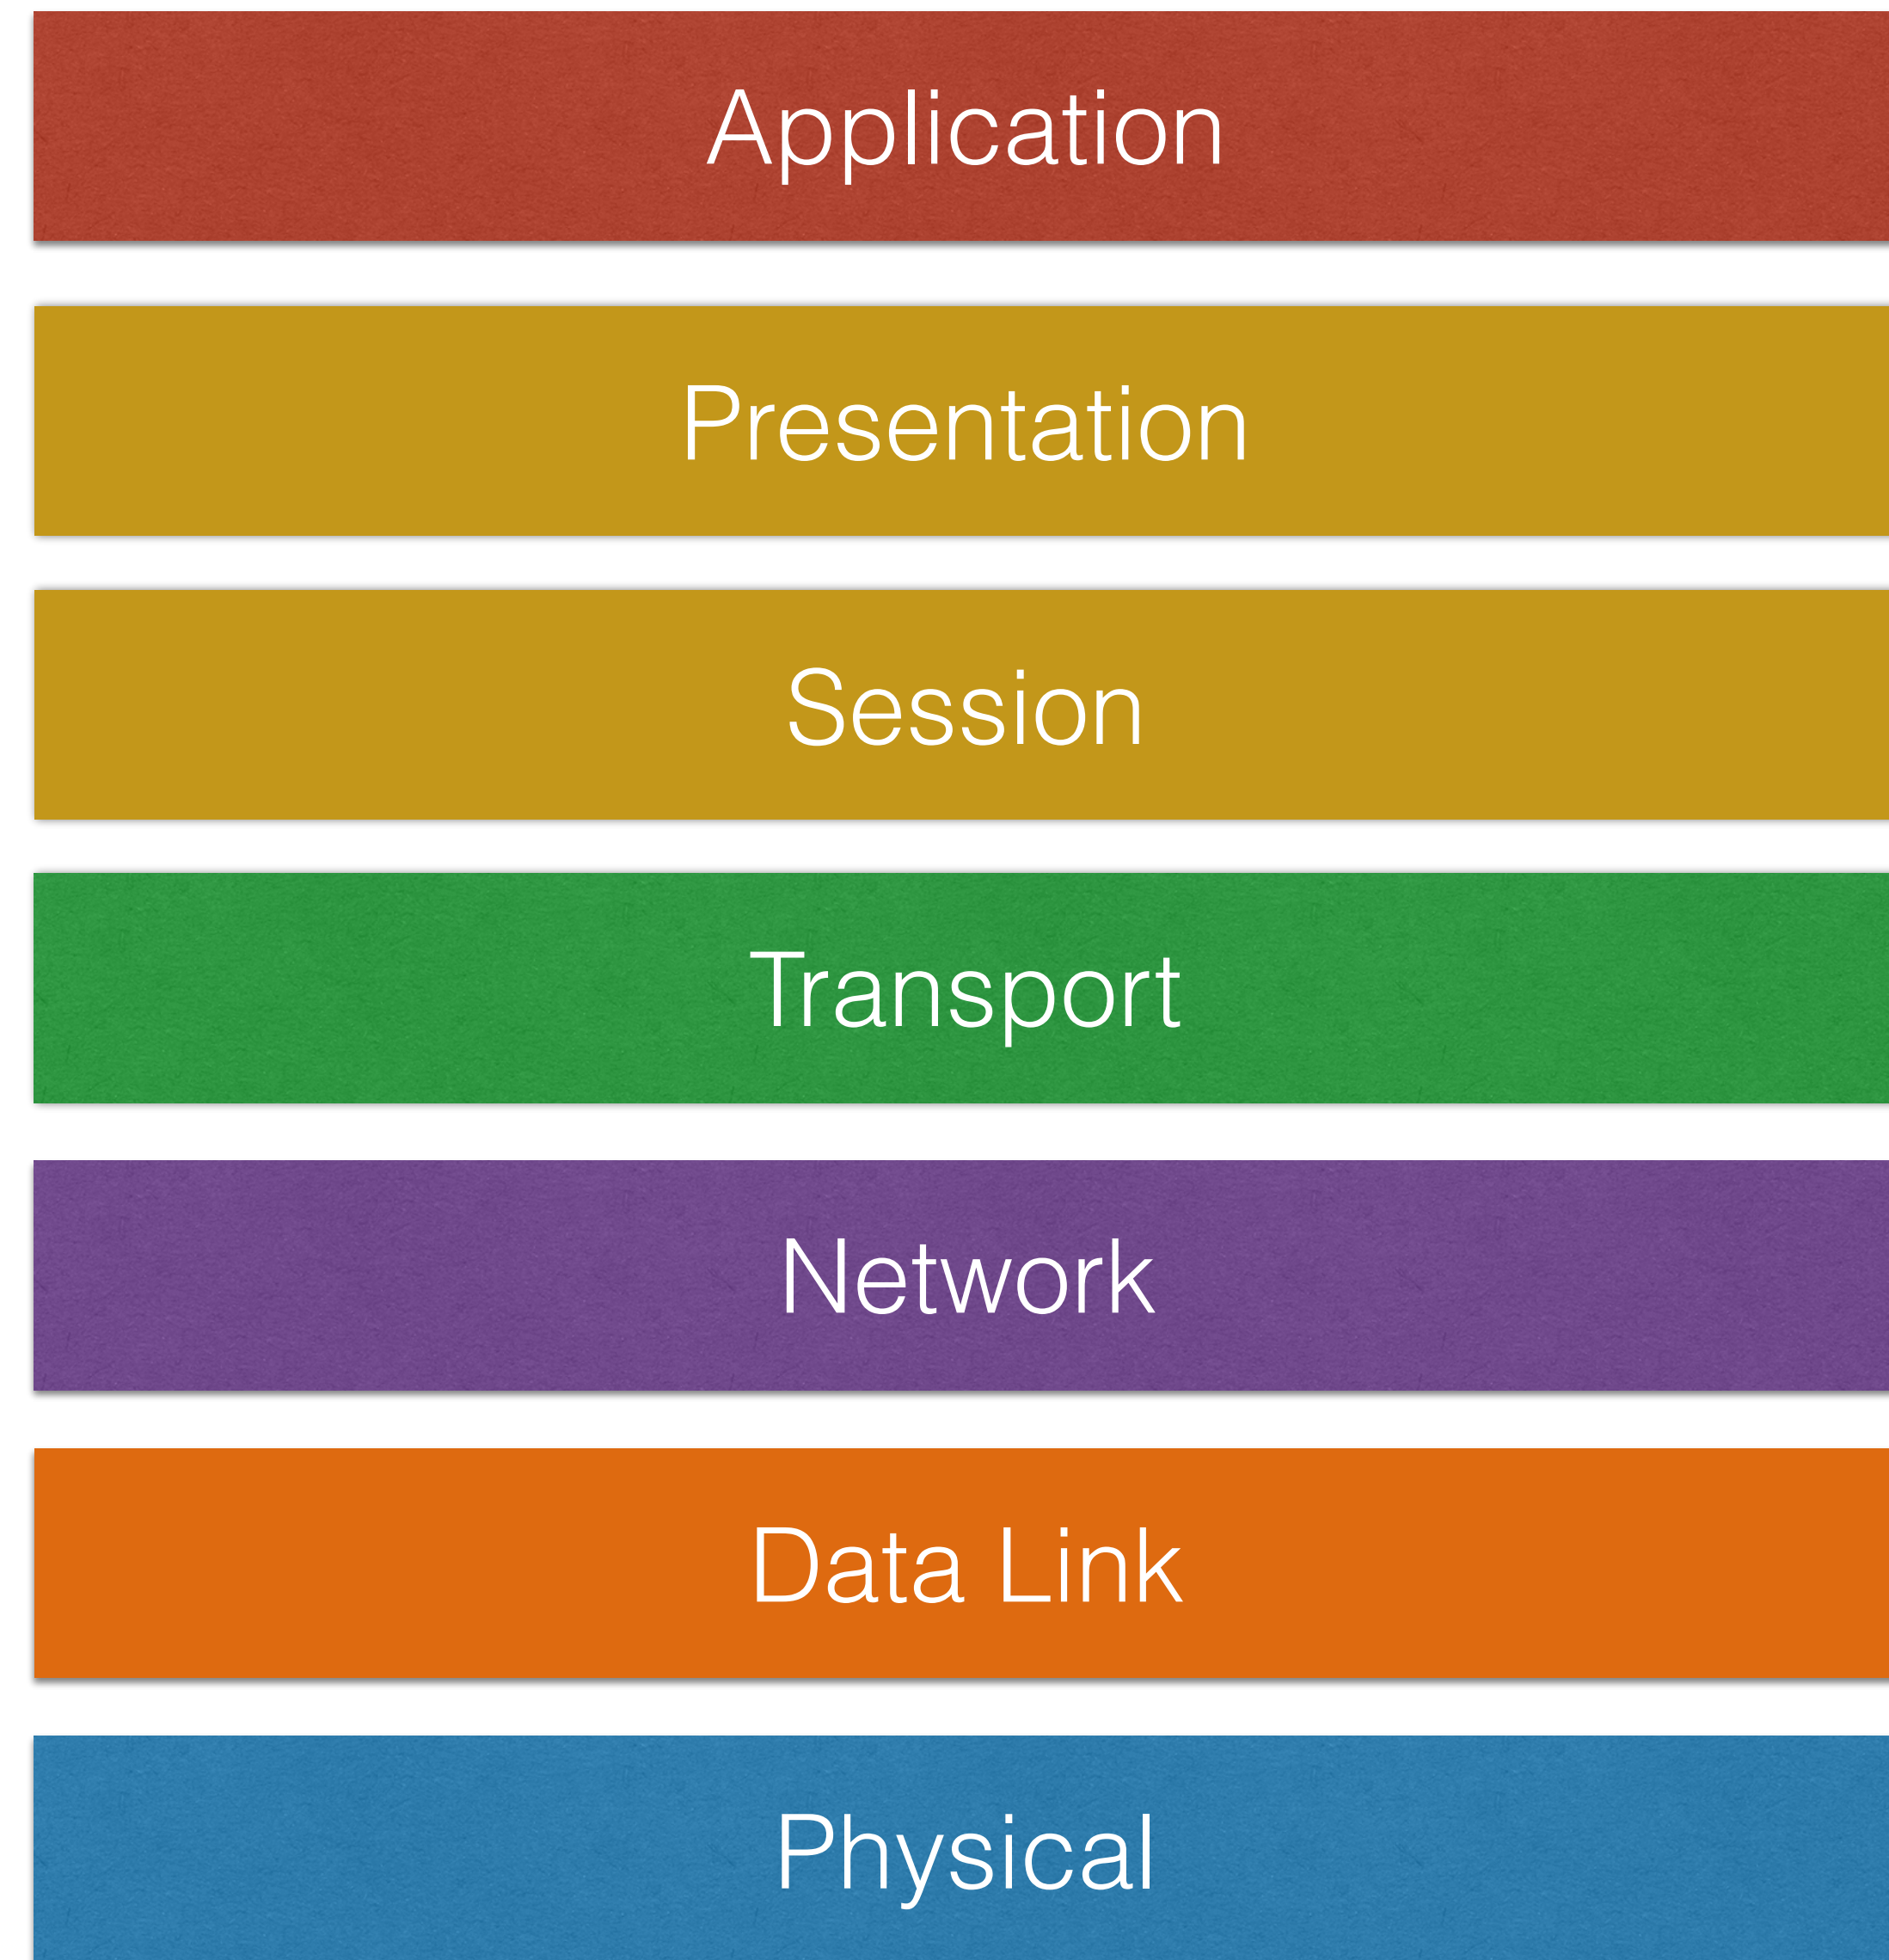 Application
Presentation
Session
Transport
Network
Data Link
Physical